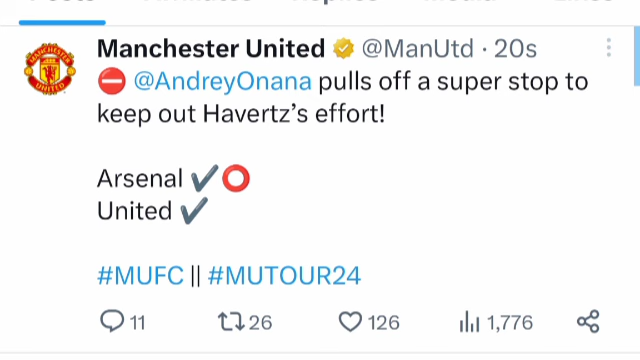 Manchester United @ManUtd · 20s
⛔ @AndreyOnana pulls off a super stop to
keep out Havertz’s effort!
Arsenal ✔️⭕
United ✔️
#MUFC || #MUTOUR24
11 26 126 1,776